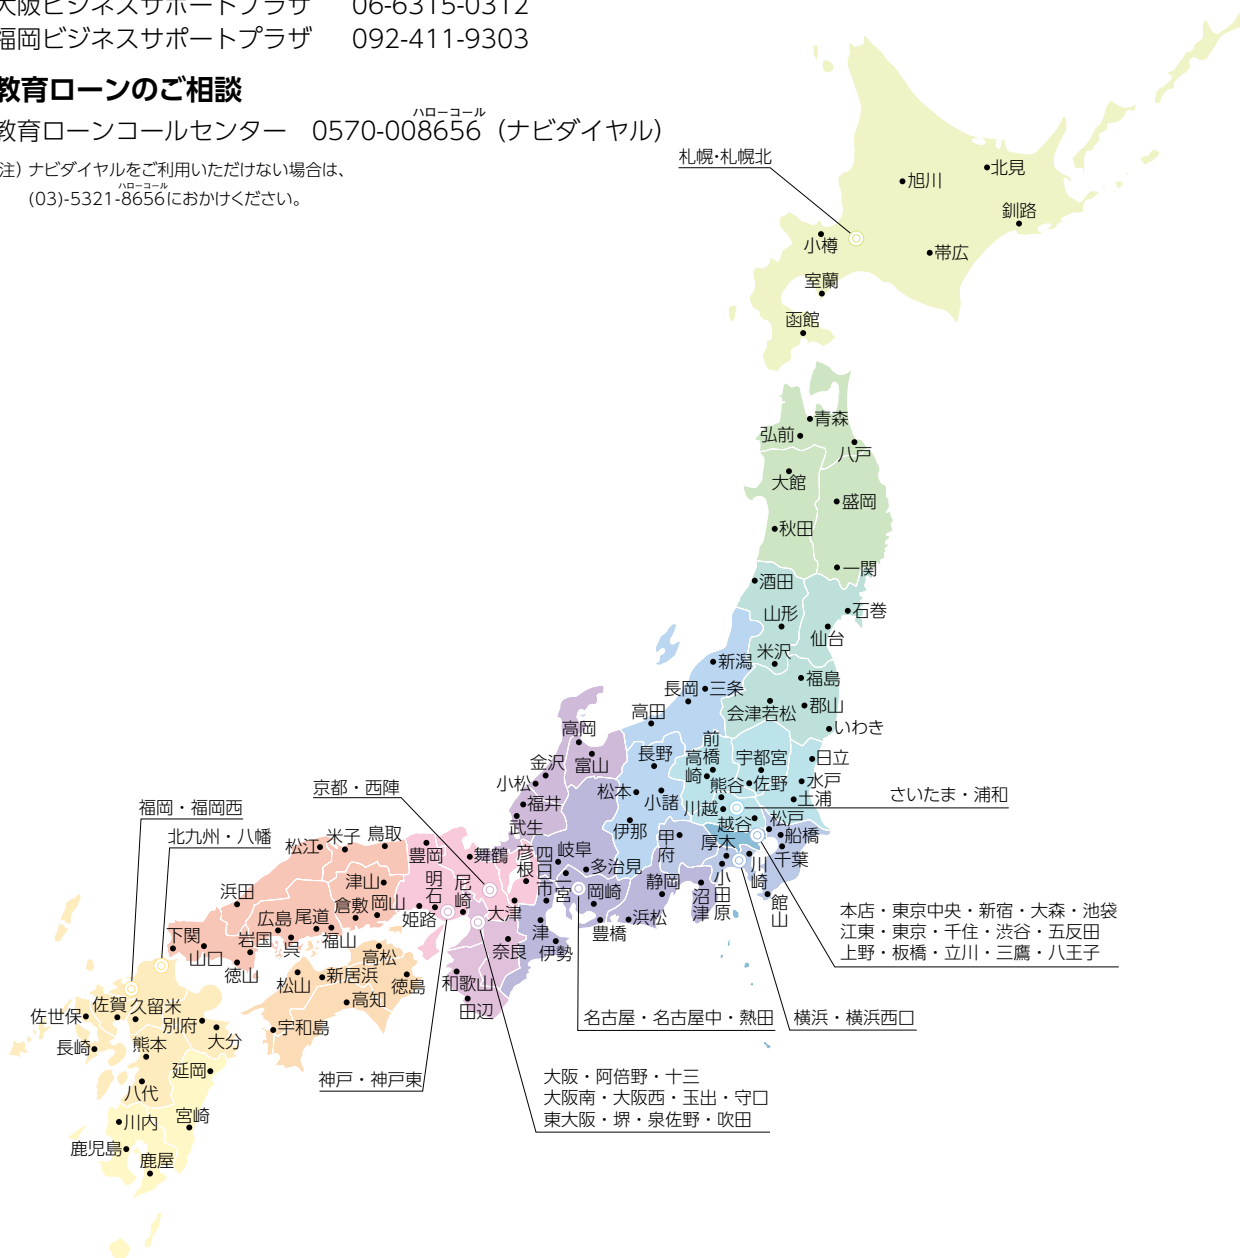 大阪ビジネスサポートプラザ　06-6315-0312
福岡ビジネスサポートプラザ　092-411-9303
教育ローンのご相談
ハローコール
教育ローンコールセンター　0570-008656（ナビダイヤル）
注）ナビダイヤルをご利用いただけない場合は、
ハローコール
(03)-5321-8656におかけください。
札幌・札幌北
旭川
北見
釧路
小樽
帯広
室蘭
函館
青森
弘前
八戸
大館
盛岡
秋田
一関
酒田
石巻
山形
仙台
米沢
新潟
福島
長岡
三条
会津若松
郡山
高田
いわき
高岡
前橋
高崎
長野
宇都宮
日立
金沢
富山
小松
熊谷
佐野
水戸
京都・西陣
松本
小諸
土浦
さいたま・浦和
福井
川越
福岡・福岡西
武生
伊那
越谷
松戸
船橋
北九州・八幡
甲府
厚木
千葉
松江
米子
鳥取
豊岡
舞鶴
彦根
四日市
岐阜
多治見
一宮
川崎
小田原
津山
明石
尼崎
岡崎
静岡
沼津
館山
浜田
倉敷
岡山
姫路
大津
豊橋
浜松
広島
尾道
福山
津
伊勢
本店・東京中央・新宿・大森・池袋
江東・東京・千住・渋谷・五反田
上野・板橋・立川・三鷹・八王子
下関
山口
岩国
呉
徳山
奈良
高松
松山
新居浜
徳島
和歌山
高知
田辺
佐賀
久留米
佐世保
別府
大分
宇和島
名古屋・名古屋中・熱田
横浜・横浜西口
長崎
熊本
延岡
八代
神戸・神戸東
大阪・阿倍野・十三
大阪南・大阪西・玉出・守口
東大阪・堺・泉佐野・吹田
川内
宮崎
鹿児島
鹿屋